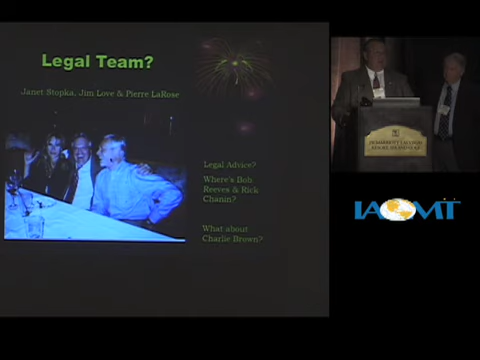 Legal Team?
Janet Stopka, Jim Love & Pierre LaRose
Legal Advice?
Where's Bob
Reeves & Rick
Chanin?
What about
Charlie Brown?
IAOMT